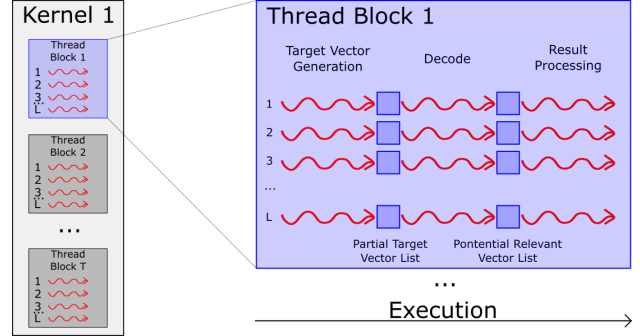 Kernel 1
Thread
Block 1
1
2
3
...
L
Thread
Block 2
1
2
3
...
L
...
Thread
Block T
1
2
3
...
L
Thread Block 1
Target Vector
Generation
Decode
Result
Processing
1
2
3
...
L
Partial Target
Vector List
Pontential Relevant
Vector List
...
Execution